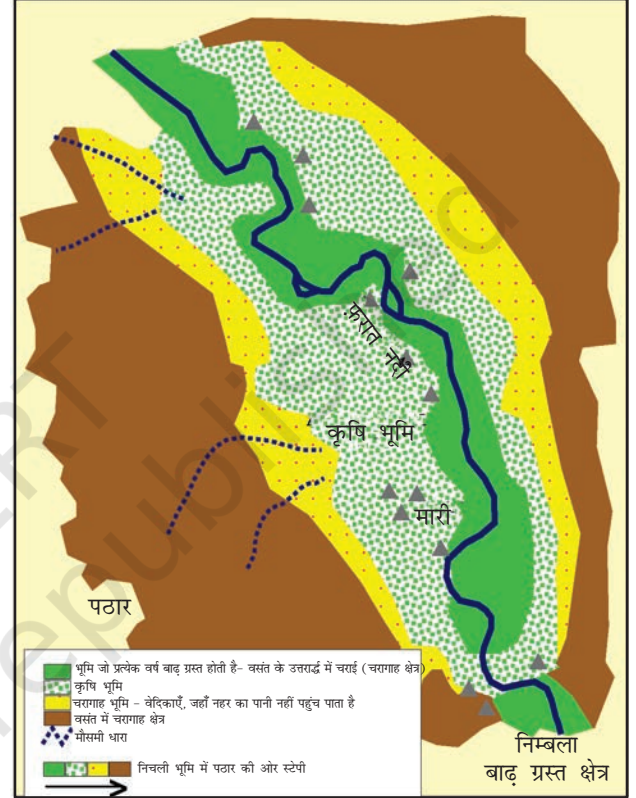 फ़रात नदी
कृषि भूमि
मारी
पठार
भूमि जो प्रत्येक वर्ष बाढ़ ग्रस्त होती है- वसंत के उत्तरार्द्ध में चराई (चरागाह क्षेत्र)
कृषि भूमि
चरागाह भूमि - वेदिकाएँ, जहाँ नहर का पानी नहीं पहुंच पाता है
वसंत में चरागाह क्षेत्र
मौसमी धारा
निचली भूमि में पठार की ओर स्टेपी
निम्बला
बाढ़ ग्रस्त क्षेत्र